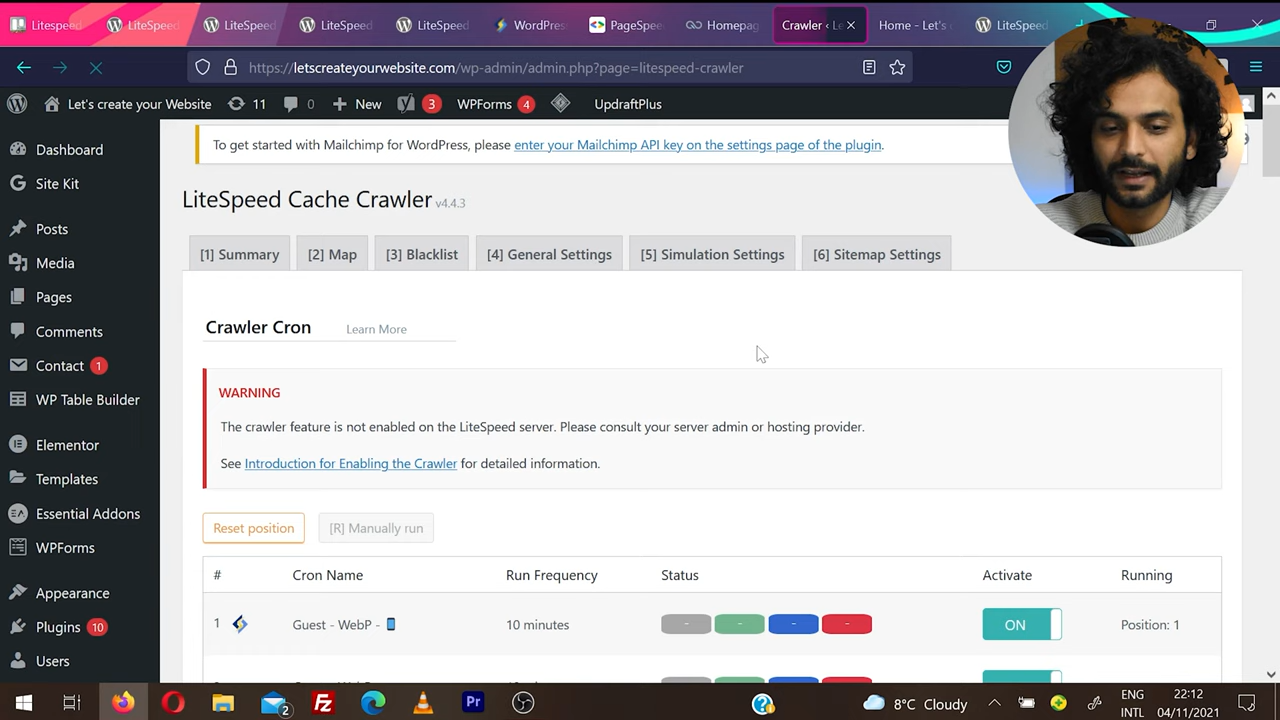 Litespeed
LiteSpeed
LiteSpeed
LiteSpeed
LiteSpeed
WordPress
PageSpeed
Homepag
Crawler ‹ Li
Home - Let's
LiteSpeed
https://letscreateyourwebsite.com/wp-admin/admin.php?page=litespeed-crawler
Let's create your Website
11
0
New
3
WPForms 4
UpdraftPlus
Dashboard
Site Kit
Posts
Media
Pages
Comments
Contact 1
WP Table Builder
Elementor
Templates
Essential Addons
WPForms
Appearance
Plugins 10
Users
To get started with Mailchimp for WordPress, please enter your Mailchimp API key on the settings page of the plugin.
LiteSpeed Cache Crawler v4.4.3
[1] Summary
[2] Map
[3] Blacklist
[4] General Settings
[5] Simulation Settings
[6] Sitemap Settings
Crawler Cron Learn More
WARNING
The crawler feature is not enabled on the LiteSpeed server. Please consult your server admin or hosting provider.
See Introduction for Enabling the Crawler for detailed information.
Reset position
[R] Manually run
# Cron Name Run Frequency Status Activate Running
1 Guest - WebP - 10 minutes - - - - ON Position: 1
Pr
2
8°C Cloudy
ENG
INTL
22:12
04/11/2021